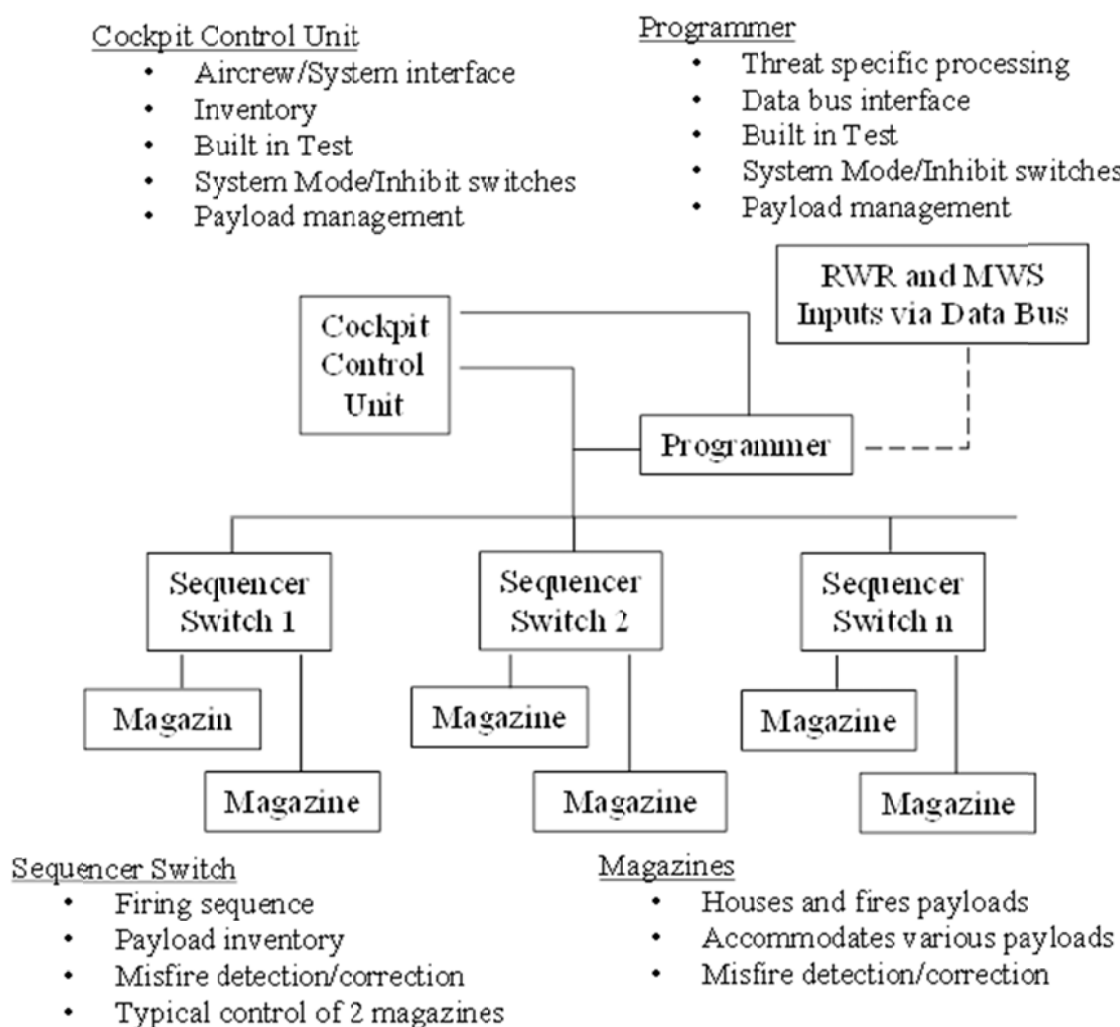 Cockpit Control Unit
• Aircrew/System interface
• Inventory
• Built in Test
• System Mode/Inhibit switches
• Payload management
Programmer
• Threat specific processing
• Data bus interface
• Built in Test
• System Mode/Inhibit switches
• Payload management
RWR and MWS
Inputs via Data Bus
Cockpit
Control
Unit
Programmer
Sequencer
Switch 1
Sequencer
Switch 2
Sequencer
Switch n
Magazin
Magazine
Magazine
Magazine
Magazine
Magazine
Sequencer Switch
• Firing sequence
• Payload inventory
• Misfire detection/correction
• Typical control of 2 magazines
Magazines
• Houses and fires payloads
• Accommodates various payloads
• Misfire detection/correction